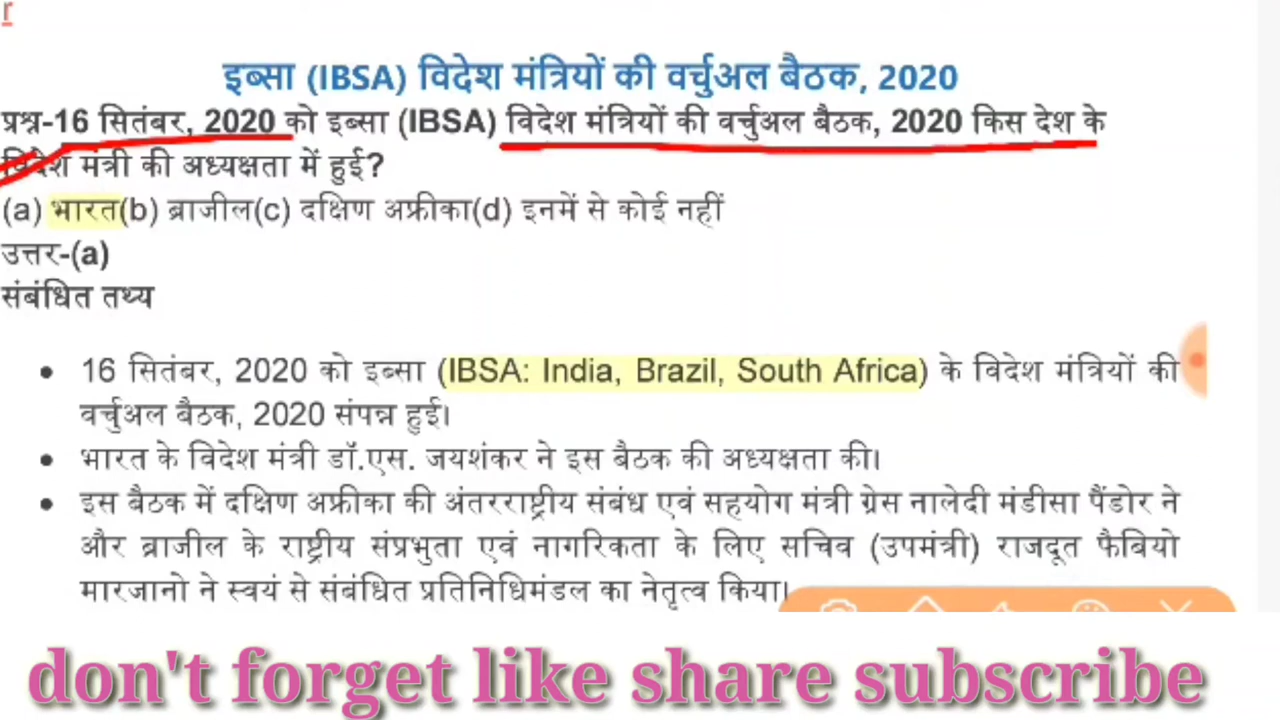 r
इब्सा (IBSA) विदेश मंत्रियों की वर्चुअल बैठक, 2020
प्रश्न-16 सितंबर, 2020 को इब्सा (IBSA) विदेश मंत्रियों की वर्चुअल बैठक, 2020 किस देश के
विदेश मंत्री की अध्यक्षता में हुई?
(a) भारत(b) ब्राजील(c) दक्षिण अफ्रीका(d) इनमें से कोई नहीं
उत्तर-(a)
संबंधित तथ्य
• 16 सितंबर, 2020 को इब्सा (IBSA: India, Brazil, South Africa) के विदेश मंत्रियों की
वर्चुअल बैठक, 2020 संपन्न हुई।
• भारत के विदेश मंत्री डॉ.एस. जयशंकर ने इस बैठक की अध्यक्षता की।
• इस बैठक में दक्षिण अफ्रीका की अंतरराष्ट्रीय संबंध एवं सहयोग मंत्री ग्रेस नालेदी मंडीसा पैंडोर ने
और ब्राजील के राष्ट्रीय संप्रभुता एवं नागरिकता के लिए सचिव (उपमंत्री) राजदूत फैबियो
मारजानो ने स्वयं से संबंधित प्रतिनिधिमंडल का नेतृत्व किया।
don't forget like share subscribe